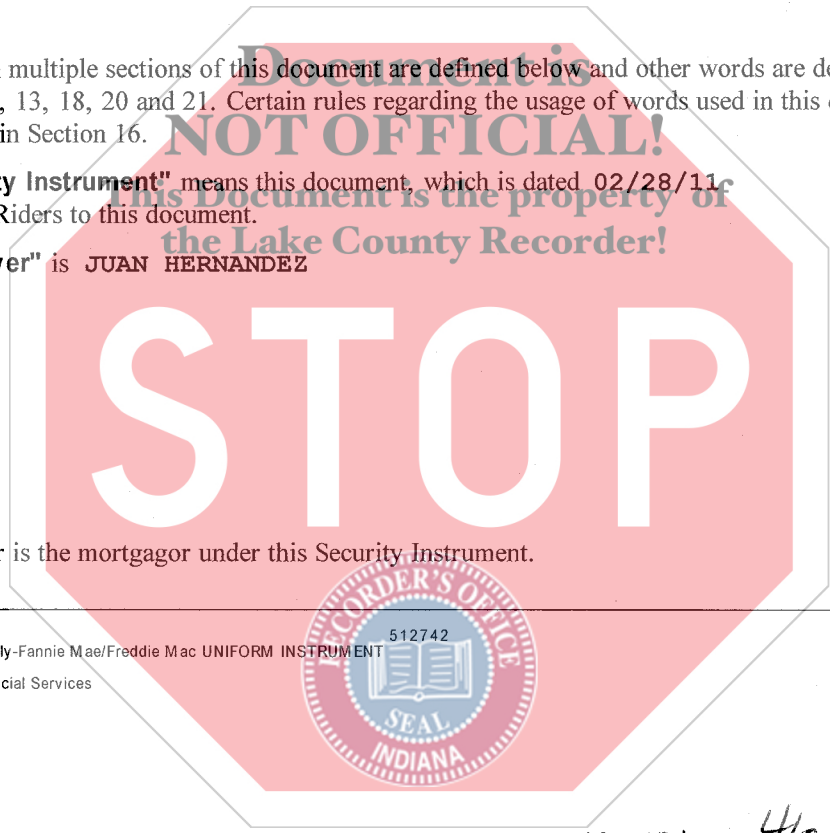 Document is
multiple sections of this document are defined below and other words are de
, 13, 18, 20 and 21. Certain rules regarding the usage of words used in this
in Section 16.
NOT OFFICIAL!
ty Instrument" means this document, which is dated 02/28/11,
This Document is the property of
Riders to this document.
the Lake County Recorder!
er" is JUAN HERNANDEZ
STOP
r is the mortgagor under this Security Instrument.
RECORDER'S OFFICE
SEAL
INDIANA
512742
ly-Fannie Mae/Freddie Mac UNIFORM INSTRUMENT
cial Services